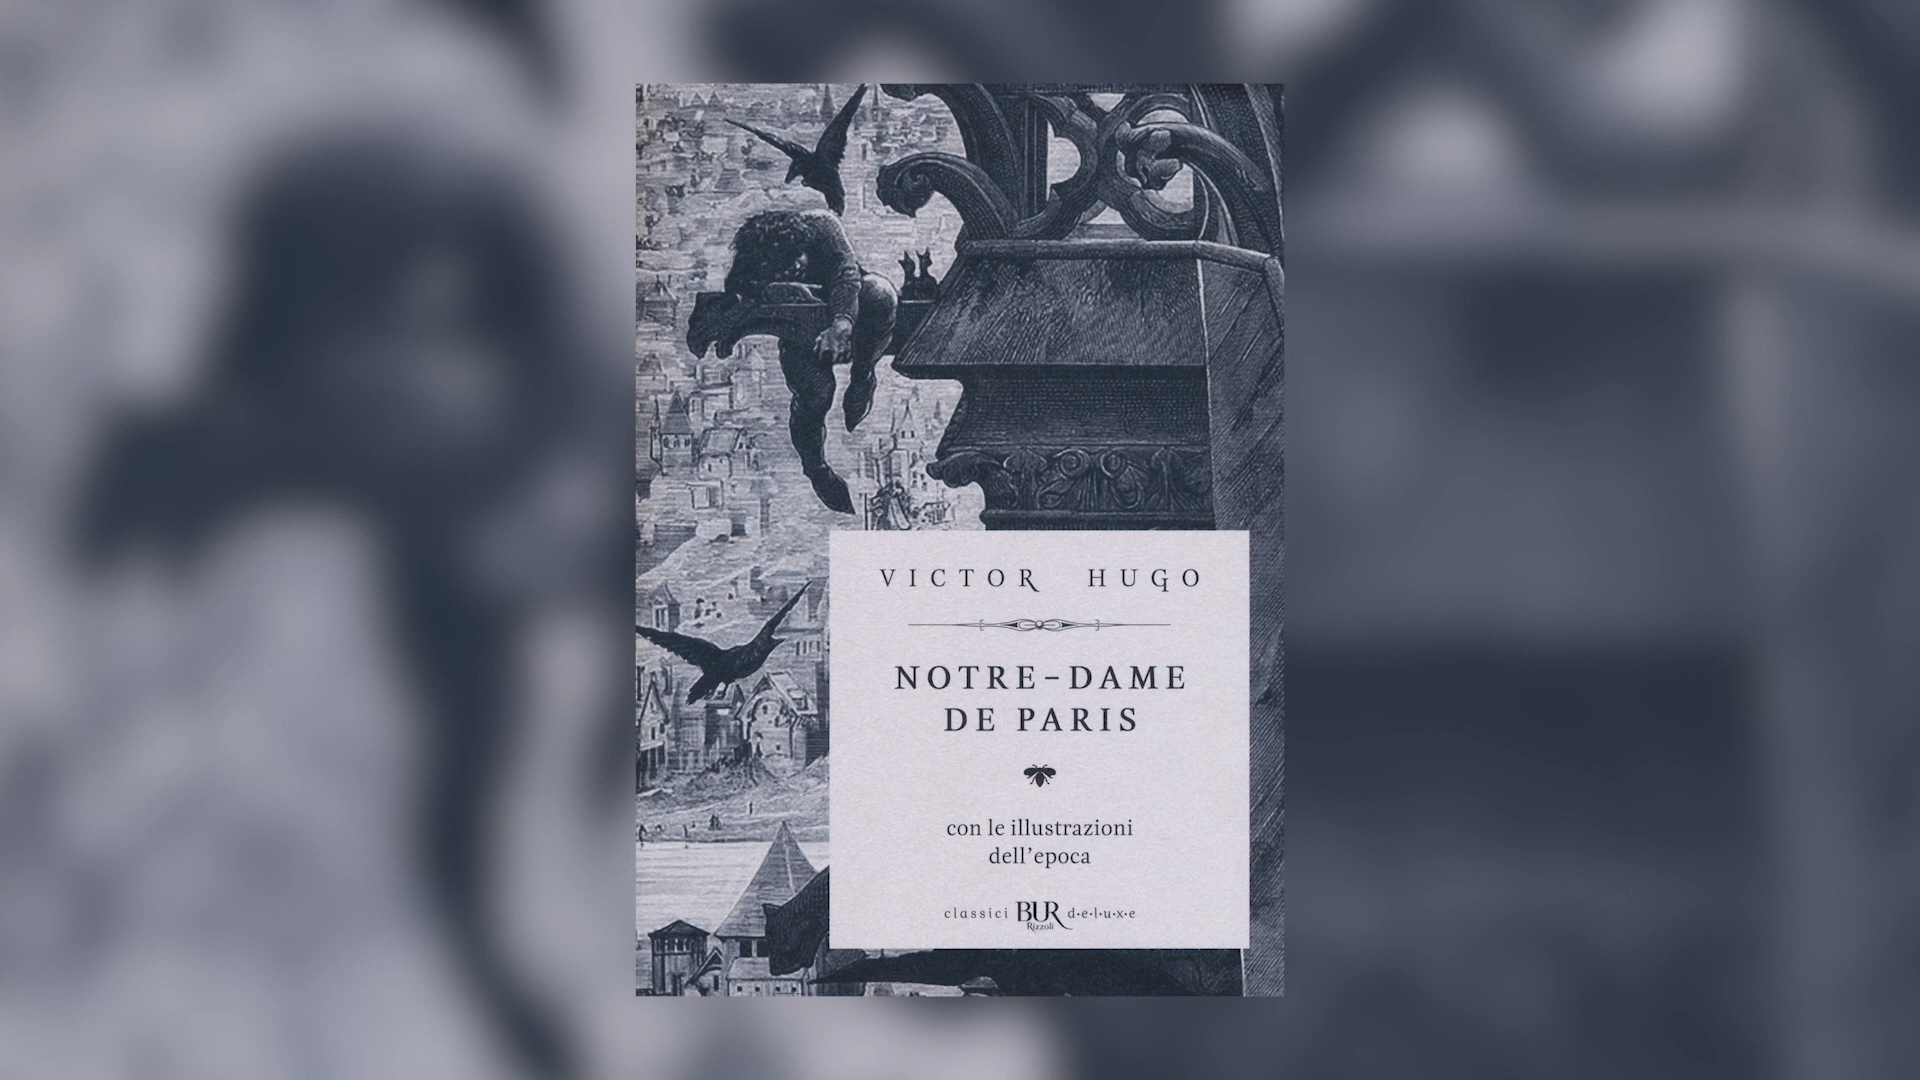 VICTOR HUGO
NOTRE-DAME
DE PARIS
con le illustrazioni
dell'epoca
classici BUR d·e·l·u·x·e
Rizzoli